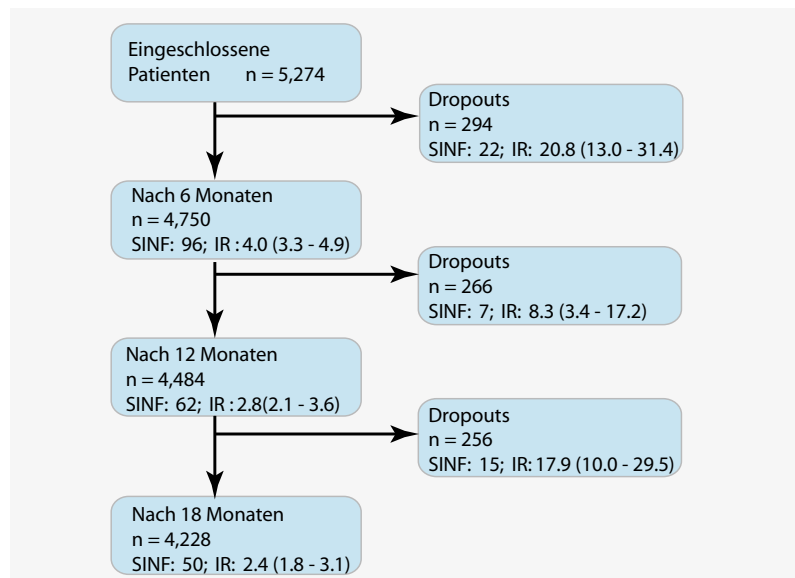 Eingeschlossene
Patienten n = 5,274
Dropouts
n = 294
SINF: 22; IR: 20.8 (13.0 - 31.4)
Nach 6 Monaten
n = 4,750
SINF: 96; IR : 4.0 (3.3 - 4.9)
Dropouts
n = 266
SINF: 7; IR: 8.3 (3.4 - 17.2)
Nach 12 Monaten
n = 4,484
SINF: 62; IR : 2.8(2.1 - 3.6)
Dropouts
n = 256
SINF: 15; IR: 17.9 (10.0 - 29.5)
Nach 18 Monaten
n = 4,228
SINF: 50; IR: 2.4 (1.8 - 3.1)